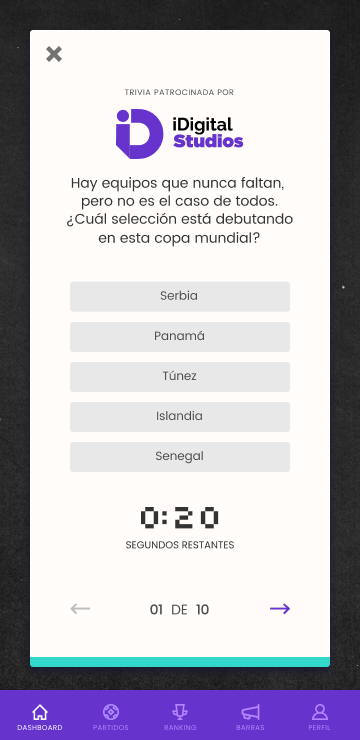 TRIVIA PATROCINADA POR
iDigital
Studios
Hay equipos que nunca faltan,
pero no es el caso de todos.
¿Cuál selección está debutando
en esta copa mundial?
Serbia
Panamá
Túnez
Islandia
Senegal
0:20
SEGUNDOS RESTANTES
01 DE 10
DASHBOARD PARTIDOS RANKING BARRAS PERFIL